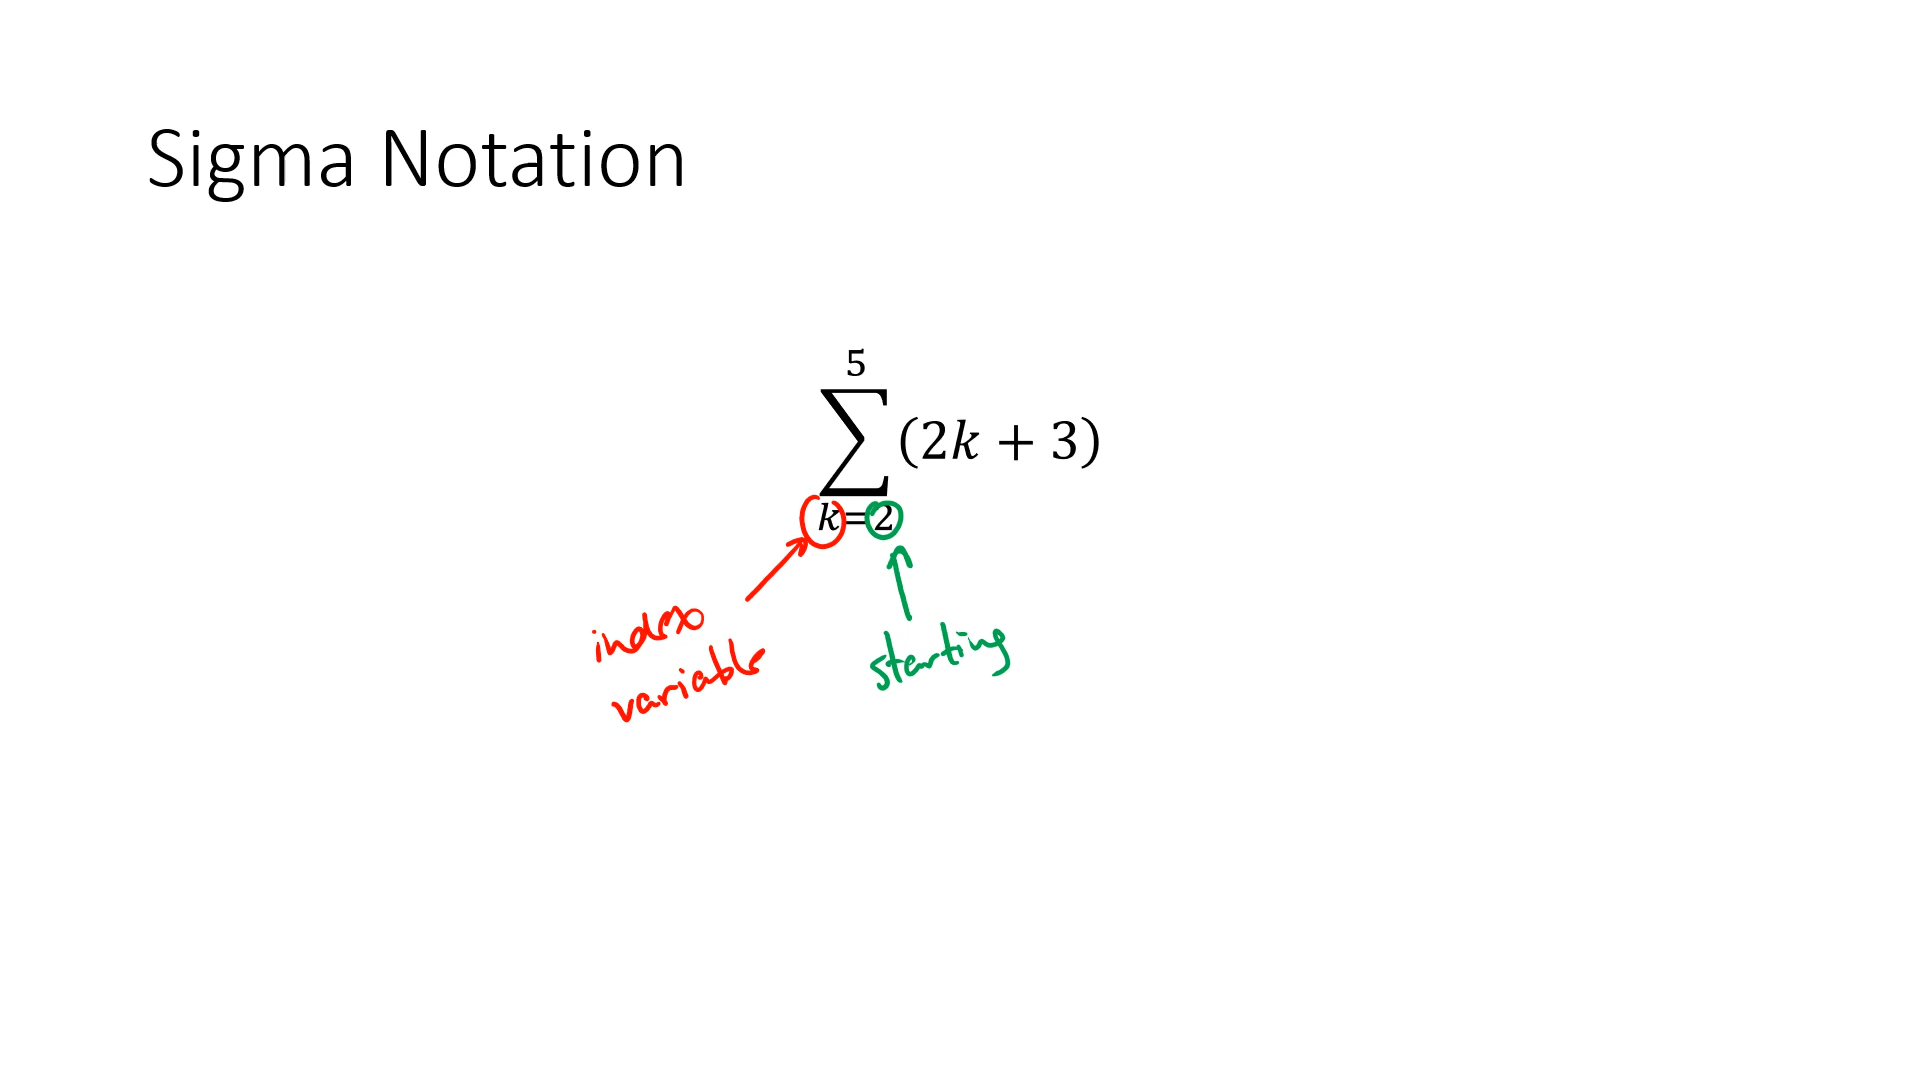 Sigma Notation
5
∑(2k + 3)
k=2
index
variable
starting